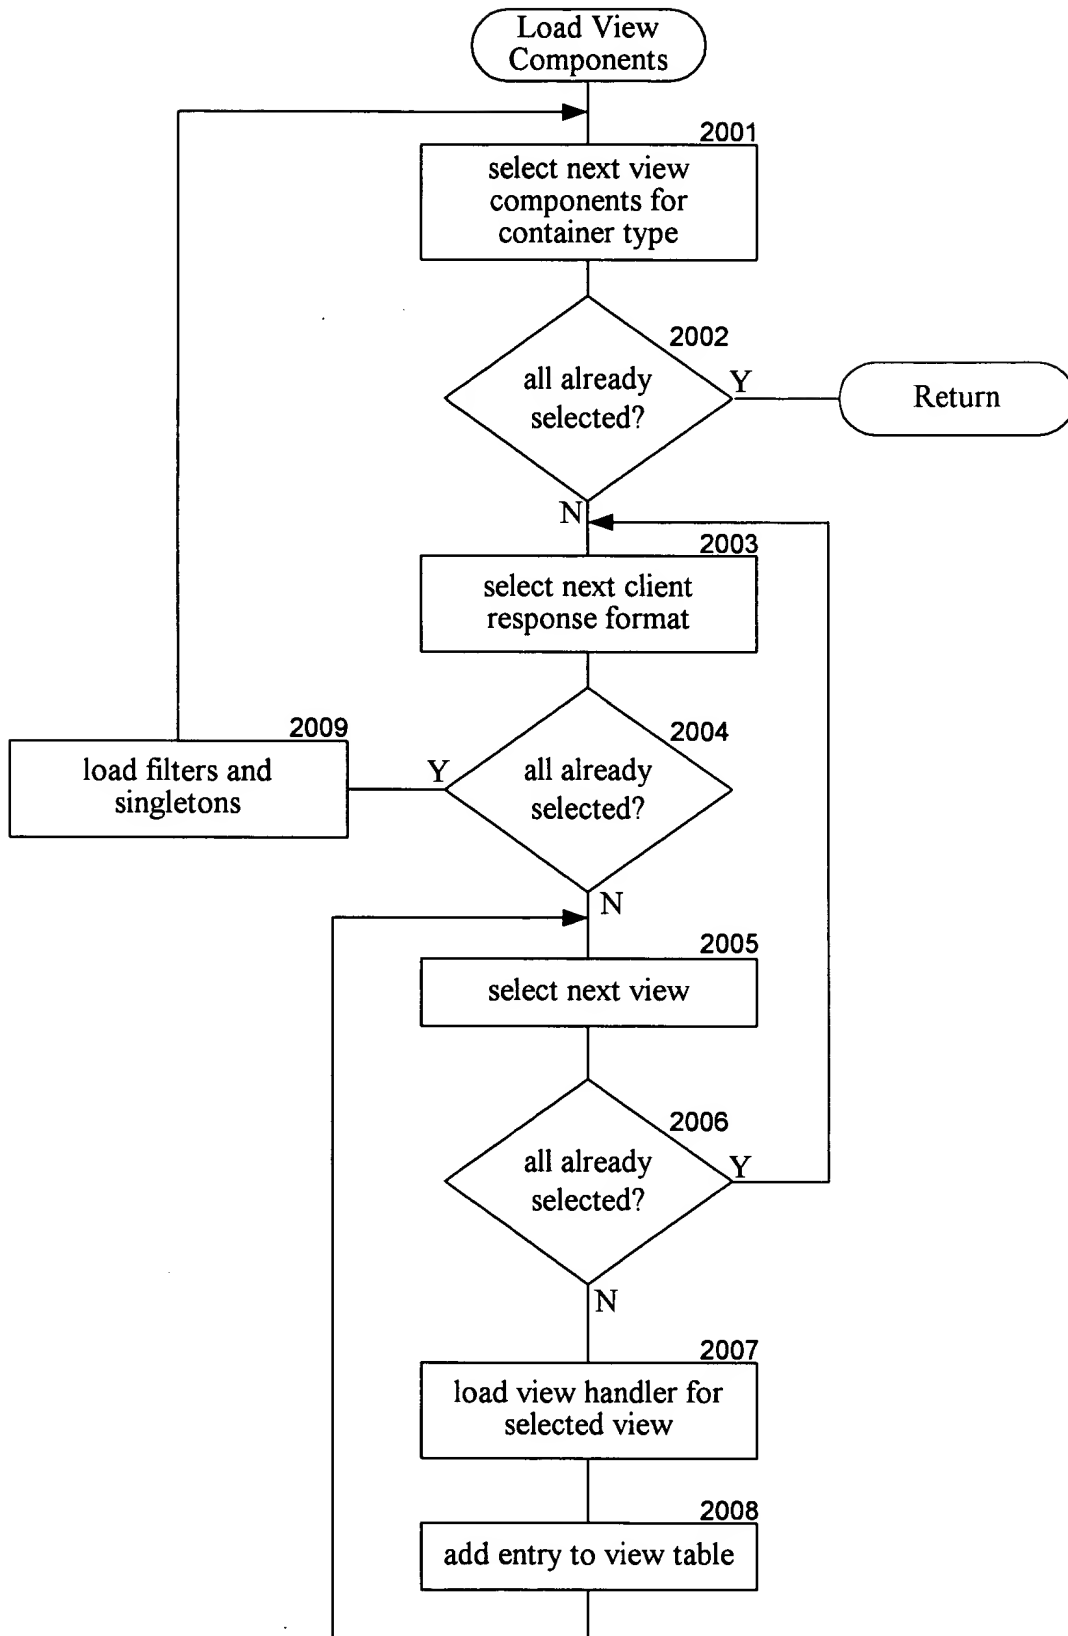 Load View
Components
2001
select next view
components for
container type
2002
all already
selected?
Y
Return
N
2003
select next client
response format
2009
load filters and
singletons
Y
2004
all already
selected?
N
2005
select next view
2006
all already
selected?
Y
N
2007
load view handler for
selected view
2008
add entry to view table